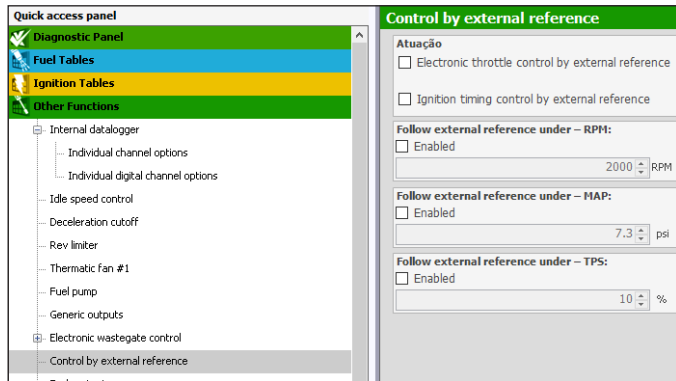 Quick access panel
Diagnostic Panel
Fuel Tables
Ignition Tables
Other Functions
Internal datalogger
Individual channel options
Individual digital channel options
Idle speed control
Deceleration cutoff
Rev limiter
Thermatic fan #1
Fuel pump
Generic outputs
Electronic wastegate control
Control by external reference
Control by external reference
Atuação
Electronic throttle control by external reference
Ignition timing control by external reference
Follow external reference under – RPM:
Enabled
2000 RPM
Follow external reference under – MAP:
Enabled
7.3 psi
Follow external reference under – TPS:
Enabled
10 %